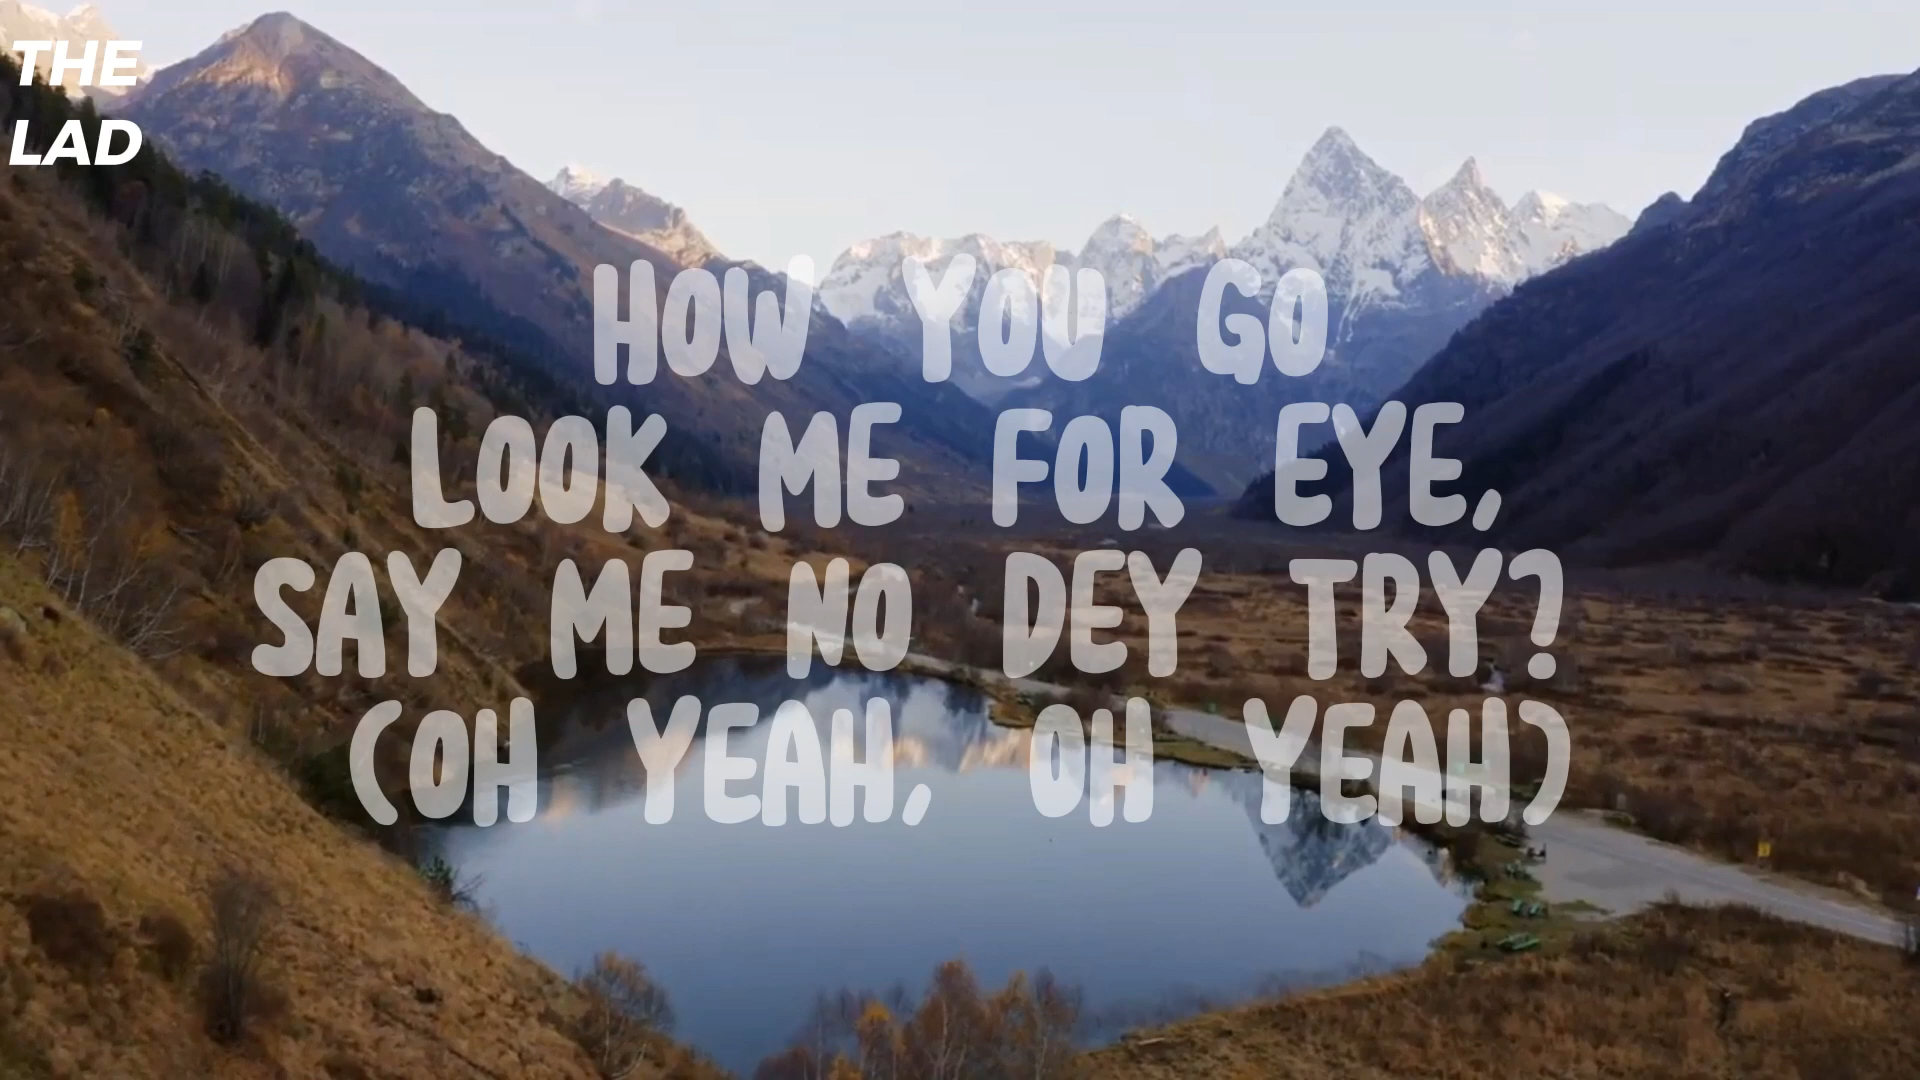 THE
LAD
HOW YOU GO
LOOK ME FOR EYE,
SAY ME NO DEY TRY?
(OH YEAH, OH YEAH)